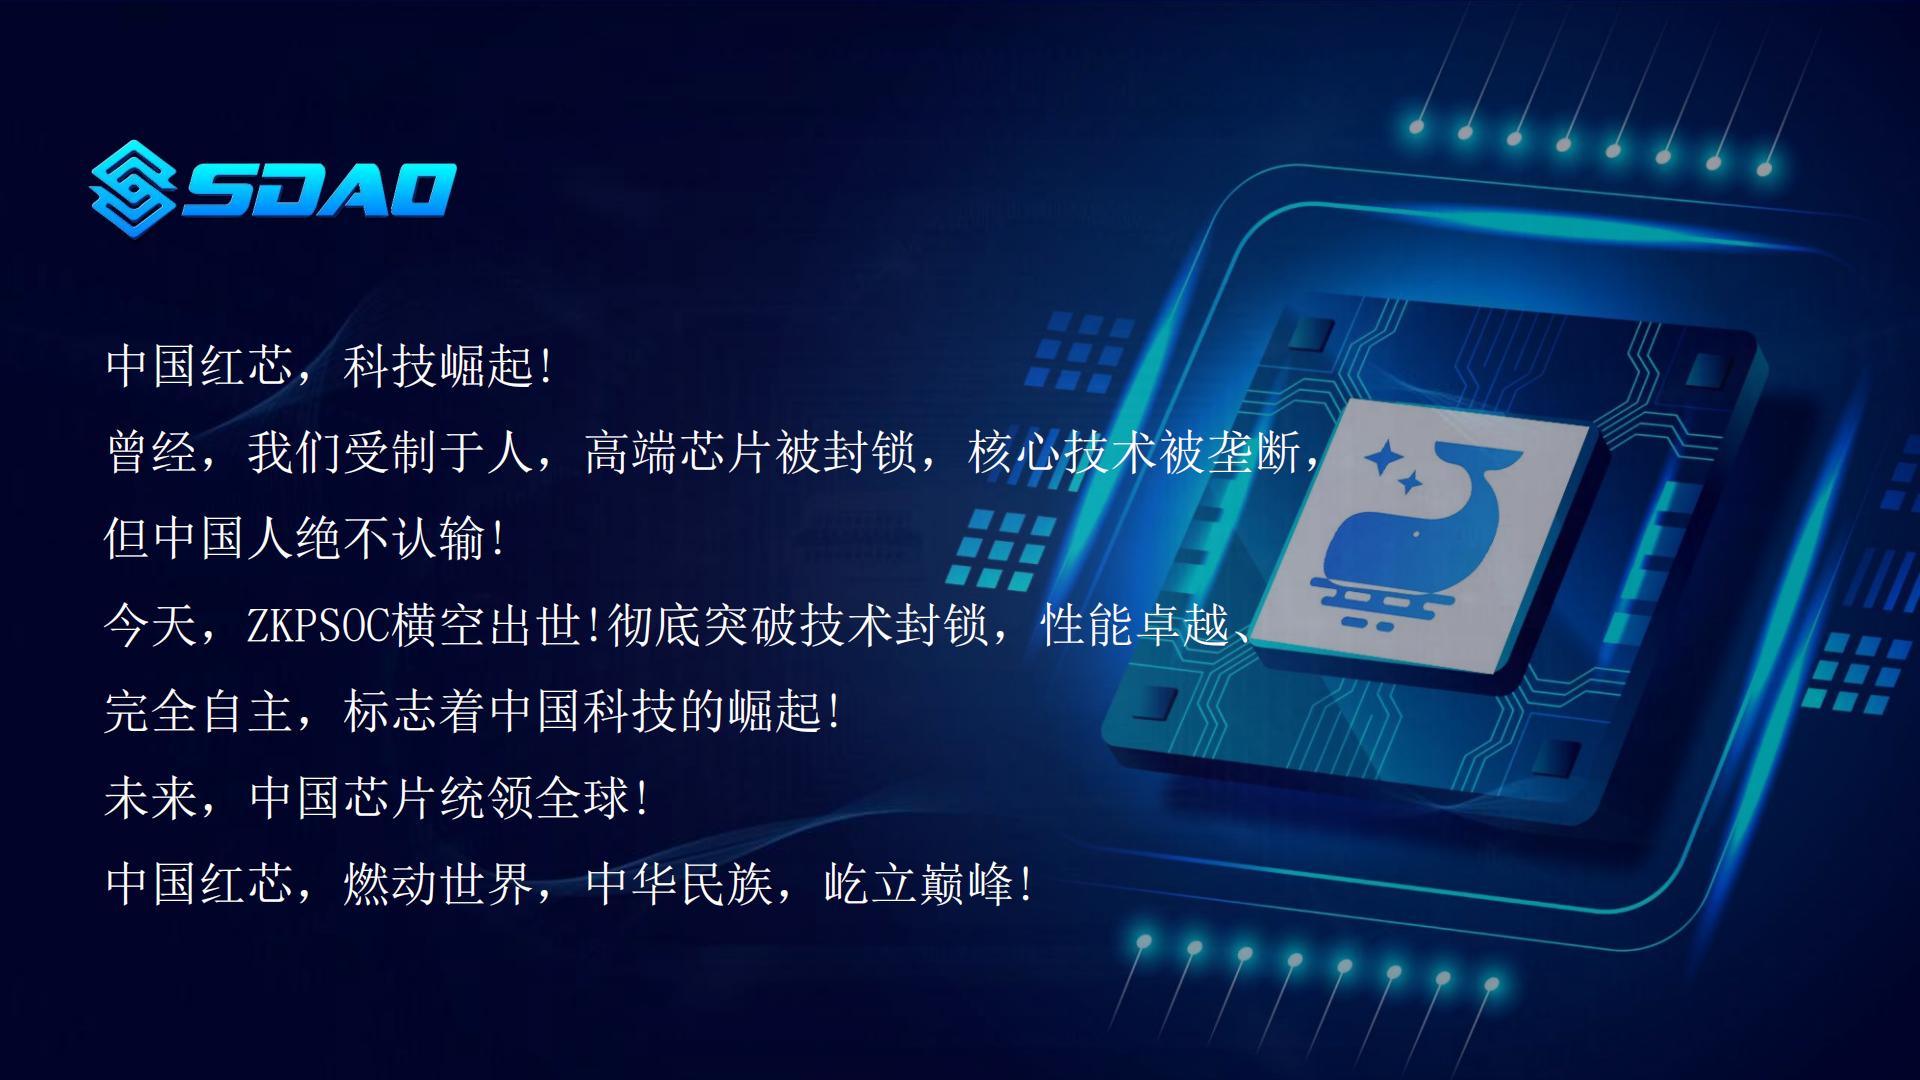 SDAO
中国红芯，科技崛起!
曾经，我们受制于人，高端芯片被封锁，核心技术被垄断，
但中国人绝不认输!
今天，ZKPSOC横空出世!彻底突破技术封锁，性能卓越、
完全自主，标志着中国科技的崛起!
未来，中国芯片统领全球!
中国红芯，燃动世界，中华民族，屹立巅峰!